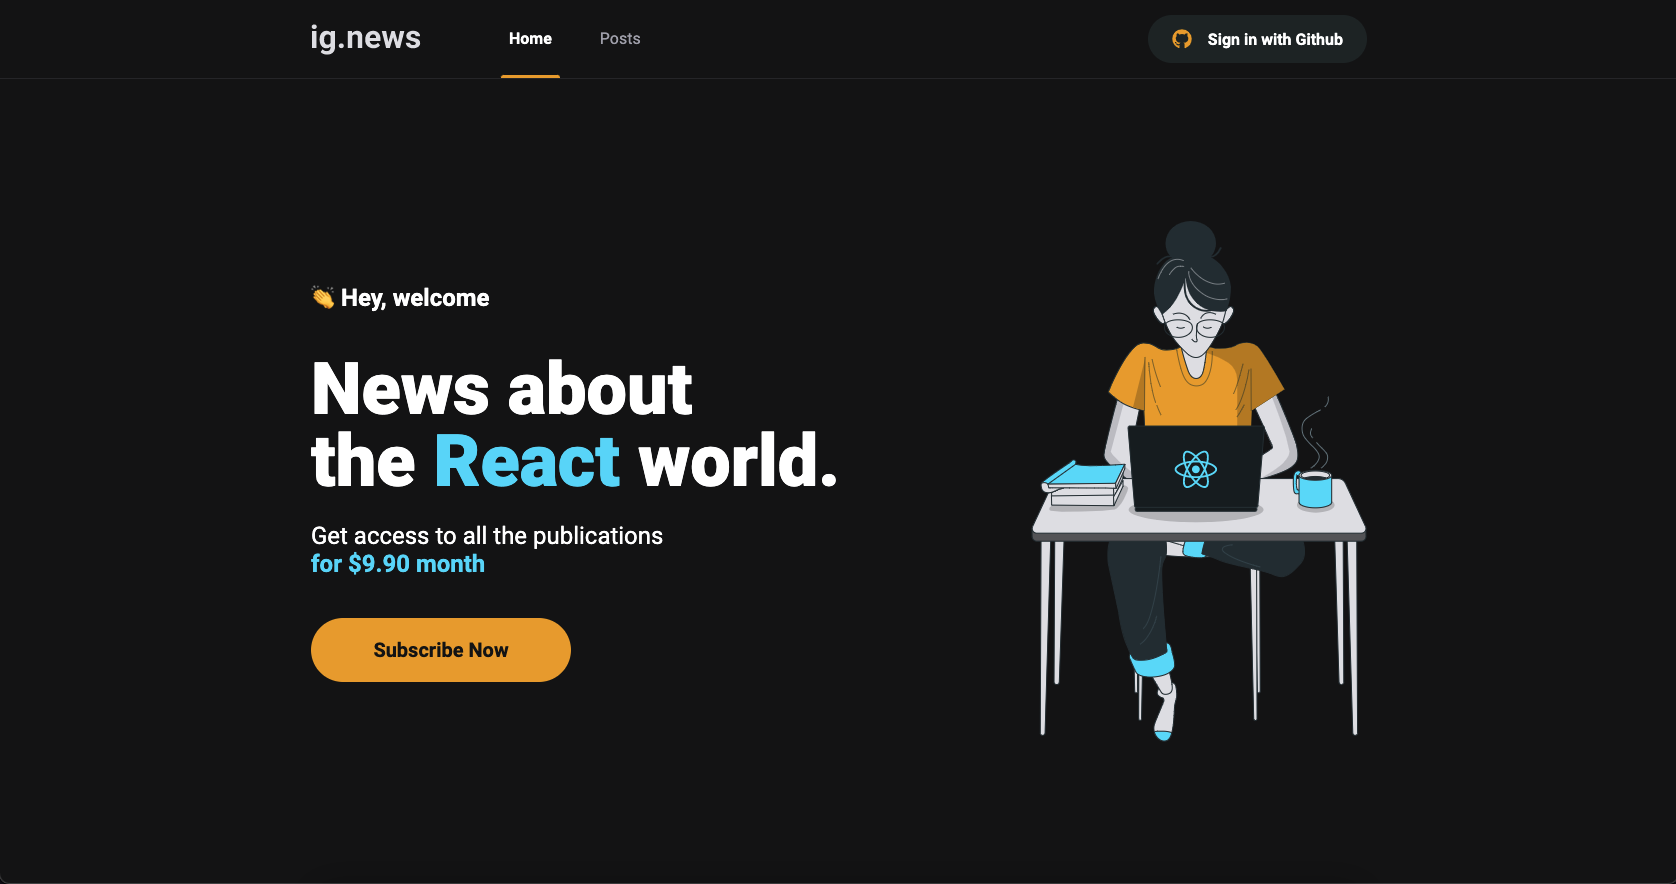 ig.news
Home
Posts
Sign in with Github
👏 Hey, welcome
News about
the React world.
Get access to all the publications
for $9.90 month
Subscribe Now